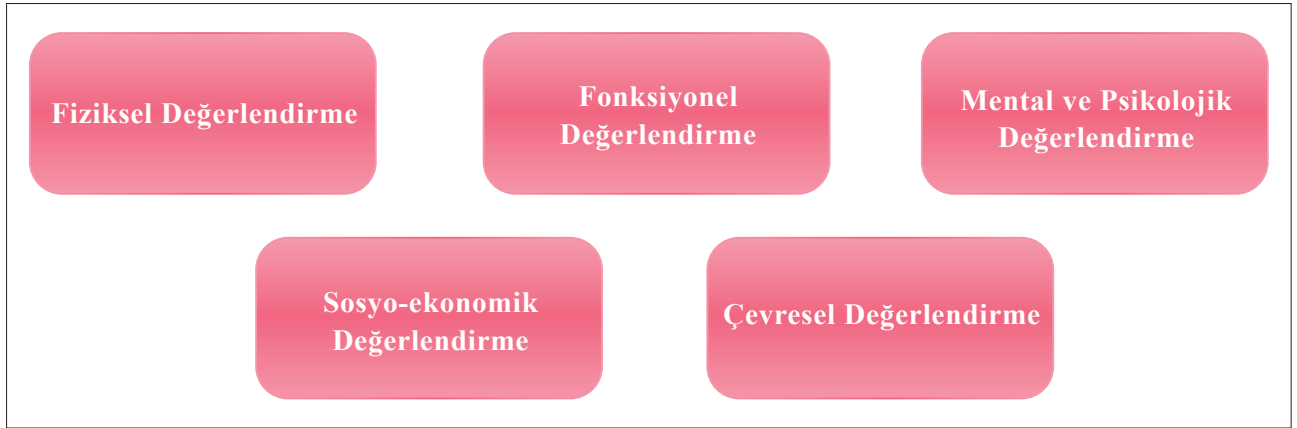 Fiziksel Değerlendirme
Fonksiyonel
Değerlendirme
Mental ve Psikolojik
Değerlendirme
Sosyo-ekonomik
Değerlendirme
Çevresel Değerlendirme